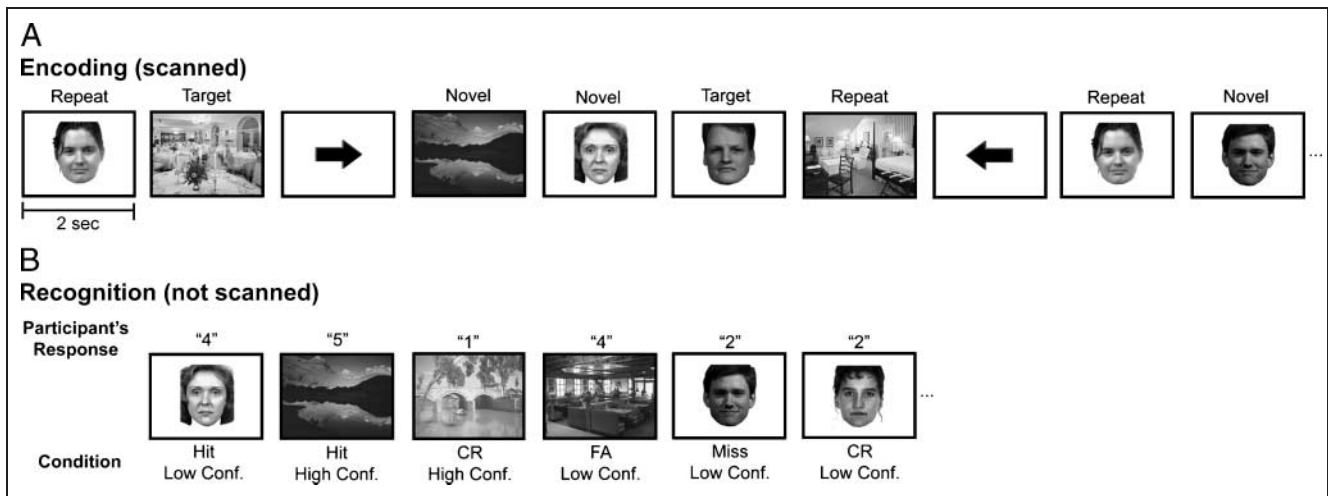 A
Encoding (scanned)
Repeat Target Novel Novel Target Repeat Repeat Novel
...
2 sec
B
Recognition (not scanned)
Participant's
Response
“4” “5” “1” “4” “2” “2”
...
Condition
Hit Hit CR FA Miss CR
Low Conf. High Conf. High Conf. Low Conf. Low Conf. Low Conf.